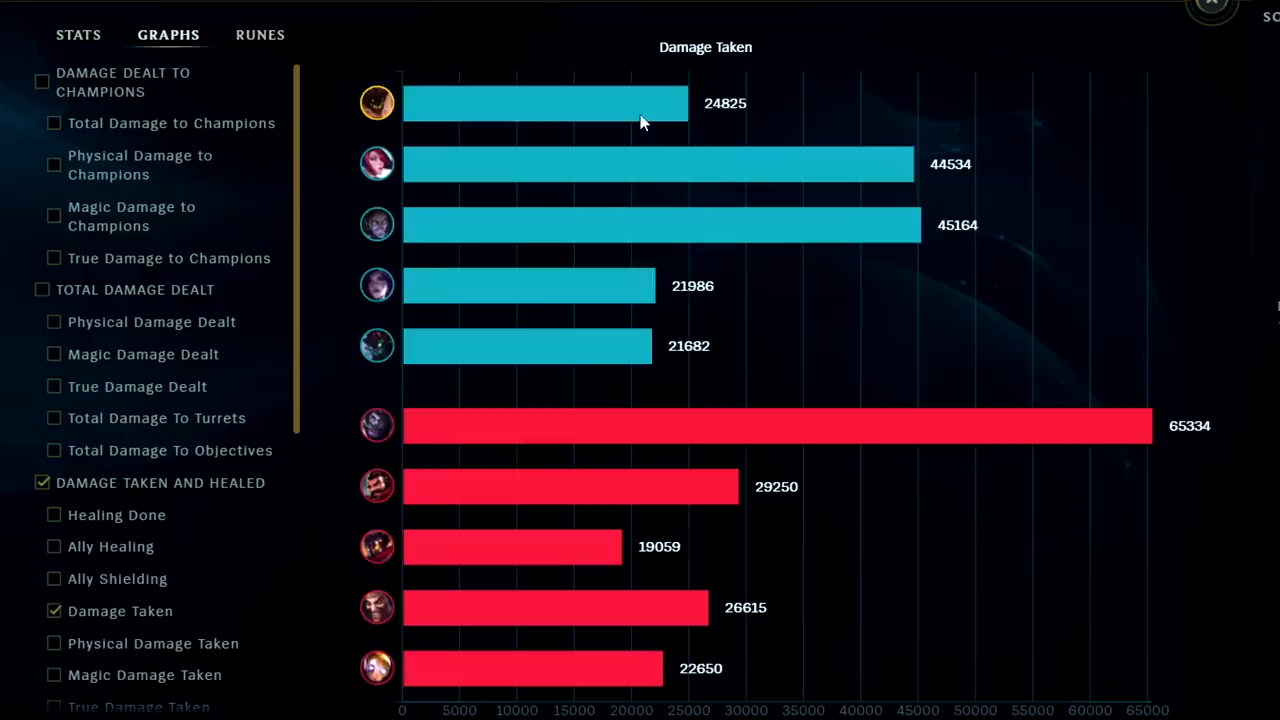 STATS GRAPHS RUNES
SC
DAMAGE DEALT TO
CHAMPIONS
Total Damage to Champions
Physical Damage to
Champions
Magic Damage to
Champions
True Damage to Champions
TOTAL DAMAGE DEALT
Physical Damage Dealt
Magic Damage Dealt
True Damage Dealt
Total Damage To Turrets
Total Damage To Objectives
DAMAGE TAKEN AND HEALED
Healing Done
Ally Healing
Ally Shielding
Damage Taken
Physical Damage Taken
Magic Damage Taken
True Damage Taken
Damage Taken
24825
44534
45164
21986
21682
65334
29250
19059
26615
22650
0 5000 10000 15000 20000 25000 30000 35000 40000 45000 50000 55000 60000 65000